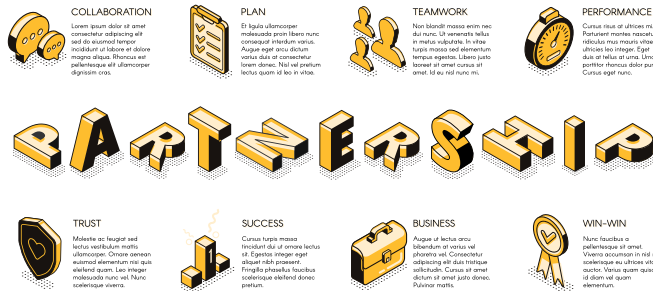 COLLABORATION
Lorem ipsum dolor sit amet
consectetur adipiscing elit
sed do eiusmod tempor
incididunt ut labore et dolore
magna aliqua. Rhoncus est
pellentesque elit ullamcorper
dignissim cras.
PLAN
Et ligula ullamcorper
malesuada proin libero nunc
consequat interdum varius.
Augue eget arcu dictum
varius duis at consectetur
lorem donec. Nisl vel pretium
lectus quam id leo in vitae.
TEAMWORK
Non blandit massa enim nec
dui nunc. Ut venenatis tellus
in metus vulputate. In vitae
turpis massa sed elementum
tempus egestas. Libero justo
laoreet sit amet cursus sit
amet. Id eu nisl nunc mi.
PERFORMANCE
Cursus risus at ultrices mi.
Parturient montes nascetur
ridiculus mus mauris vitae
ultricies leo integer. Eget
duis at tellus at urna.
porttitor rhoncus dolor
Cursus eget nunc.
PARTNERSHIP
TRUST
Molestie ac feugiat sed
lectus vestibulum mattis
ullamcorper. Ornare aenean
euismod elementum nisi quis
eleifend quam. Leo integer
malesuada nunc vel. Nunc
scelerisque viverra.
1
SUCCESS
Cursus turpis massa
tincidunt dui ut ornare lectus
sit. Egestas integer eget
aliquet nibh praesent.
Fringilla phasellus faucibus
scelerisque eleifend donec
pretium.
BUSINESS
Augue ut lectus arcu
bibendum at varius vel
pharetra vel. Consectetur
adipiscing elit duis tristique
sollicitudin. Cursus sit amet
dictum sit amet justo donec.
Pulvinar mattis.
WIN-WIN
Nunc faucibus a
pellentesque sit amet.
Viverra accumsan in nisl
scelerisque eu ultrices
auctor. Varius quam quisque
id diam vel quam
elementum.